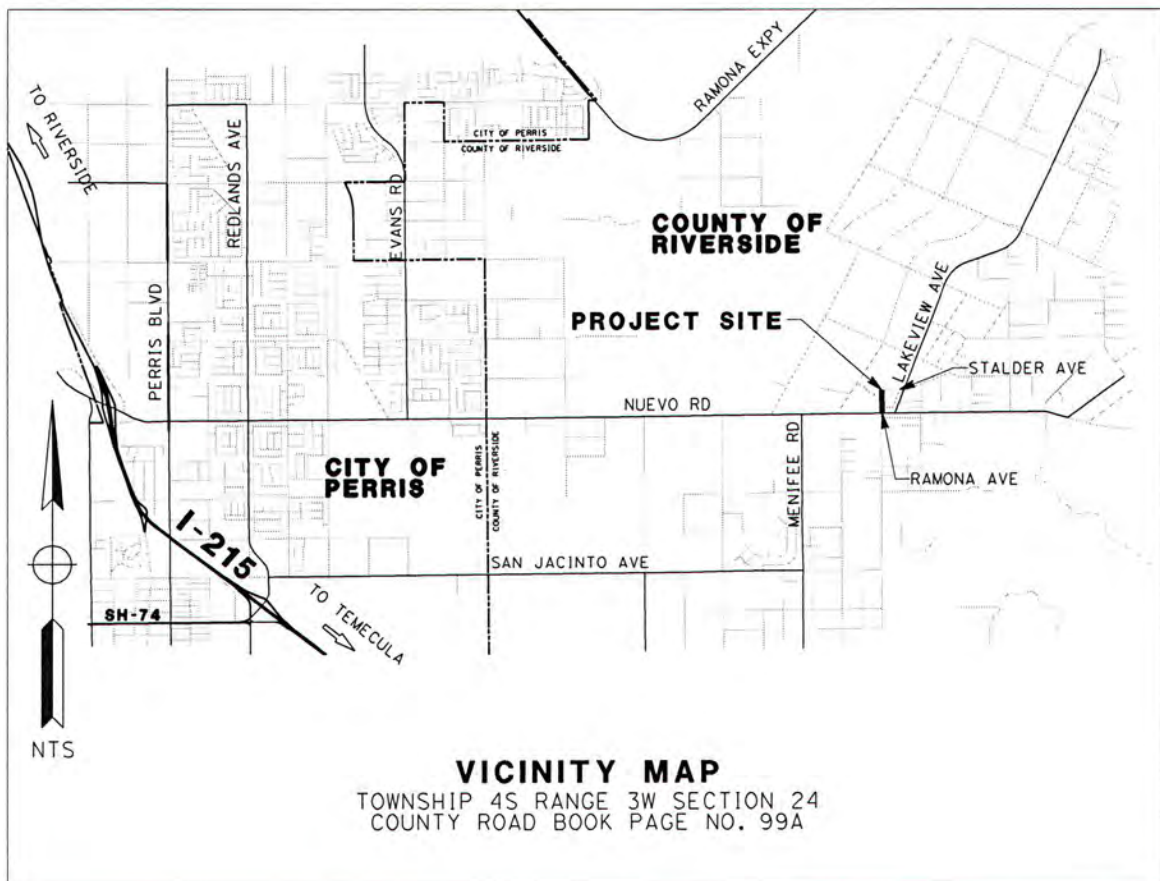 TO RIVERSIDE
REDLANDS AVE
PERRIS BLVD
EVANS RD
CITY OF PERRIS
COUNTY OF RIVERSIDE
RAMONA EXPY
COUNTY OF
RIVERSIDE
PROJECT SITE
LAKEVIEW AVE
STALDER AVE
NUEVO RD
RAMONA AVE
MENIFEE RD
CITY OF
PERRIS
CITY OF PERRIS
COUNTY OF RIVERSIDE
SAN JACINTO AVE
I-215
SH-74
TO TEMECULA
NTS
VICINITY MAP
TOWNSHIP 4S RANGE 3W SECTION 24
COUNTY ROAD BOOK PAGE NO. 99A